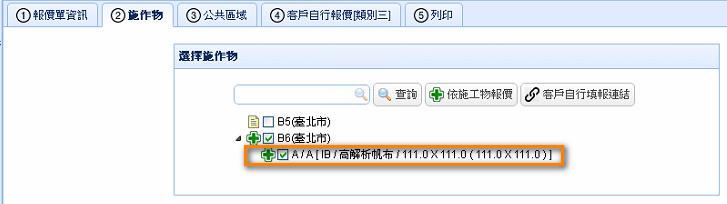 ① 報價單資訊 ② 施作物 ③ 公共區域 ④ 客戶自行報價[類別三] ⑤ 列印
選擇施作物
查詢 依施工物報價 客戶自行填報連結
B5(臺北市)
B6(臺北市)
A / A [ IB / 高解析帆布 / 111.0 X 111.0 ( 111.0 X 111.0 ) ]